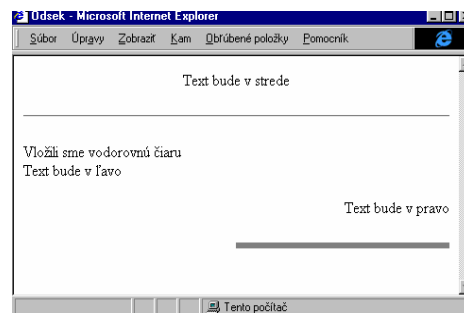 Odsek - Microsoft Internet Explorer
Súbor Úpravy Zobraziť Kam Obľúbené položky Pomocník
Text bude v strede
Vložili sme vodorovnú čiaru
Text bude v ľavo
Text bude v pravo
Tento počítač